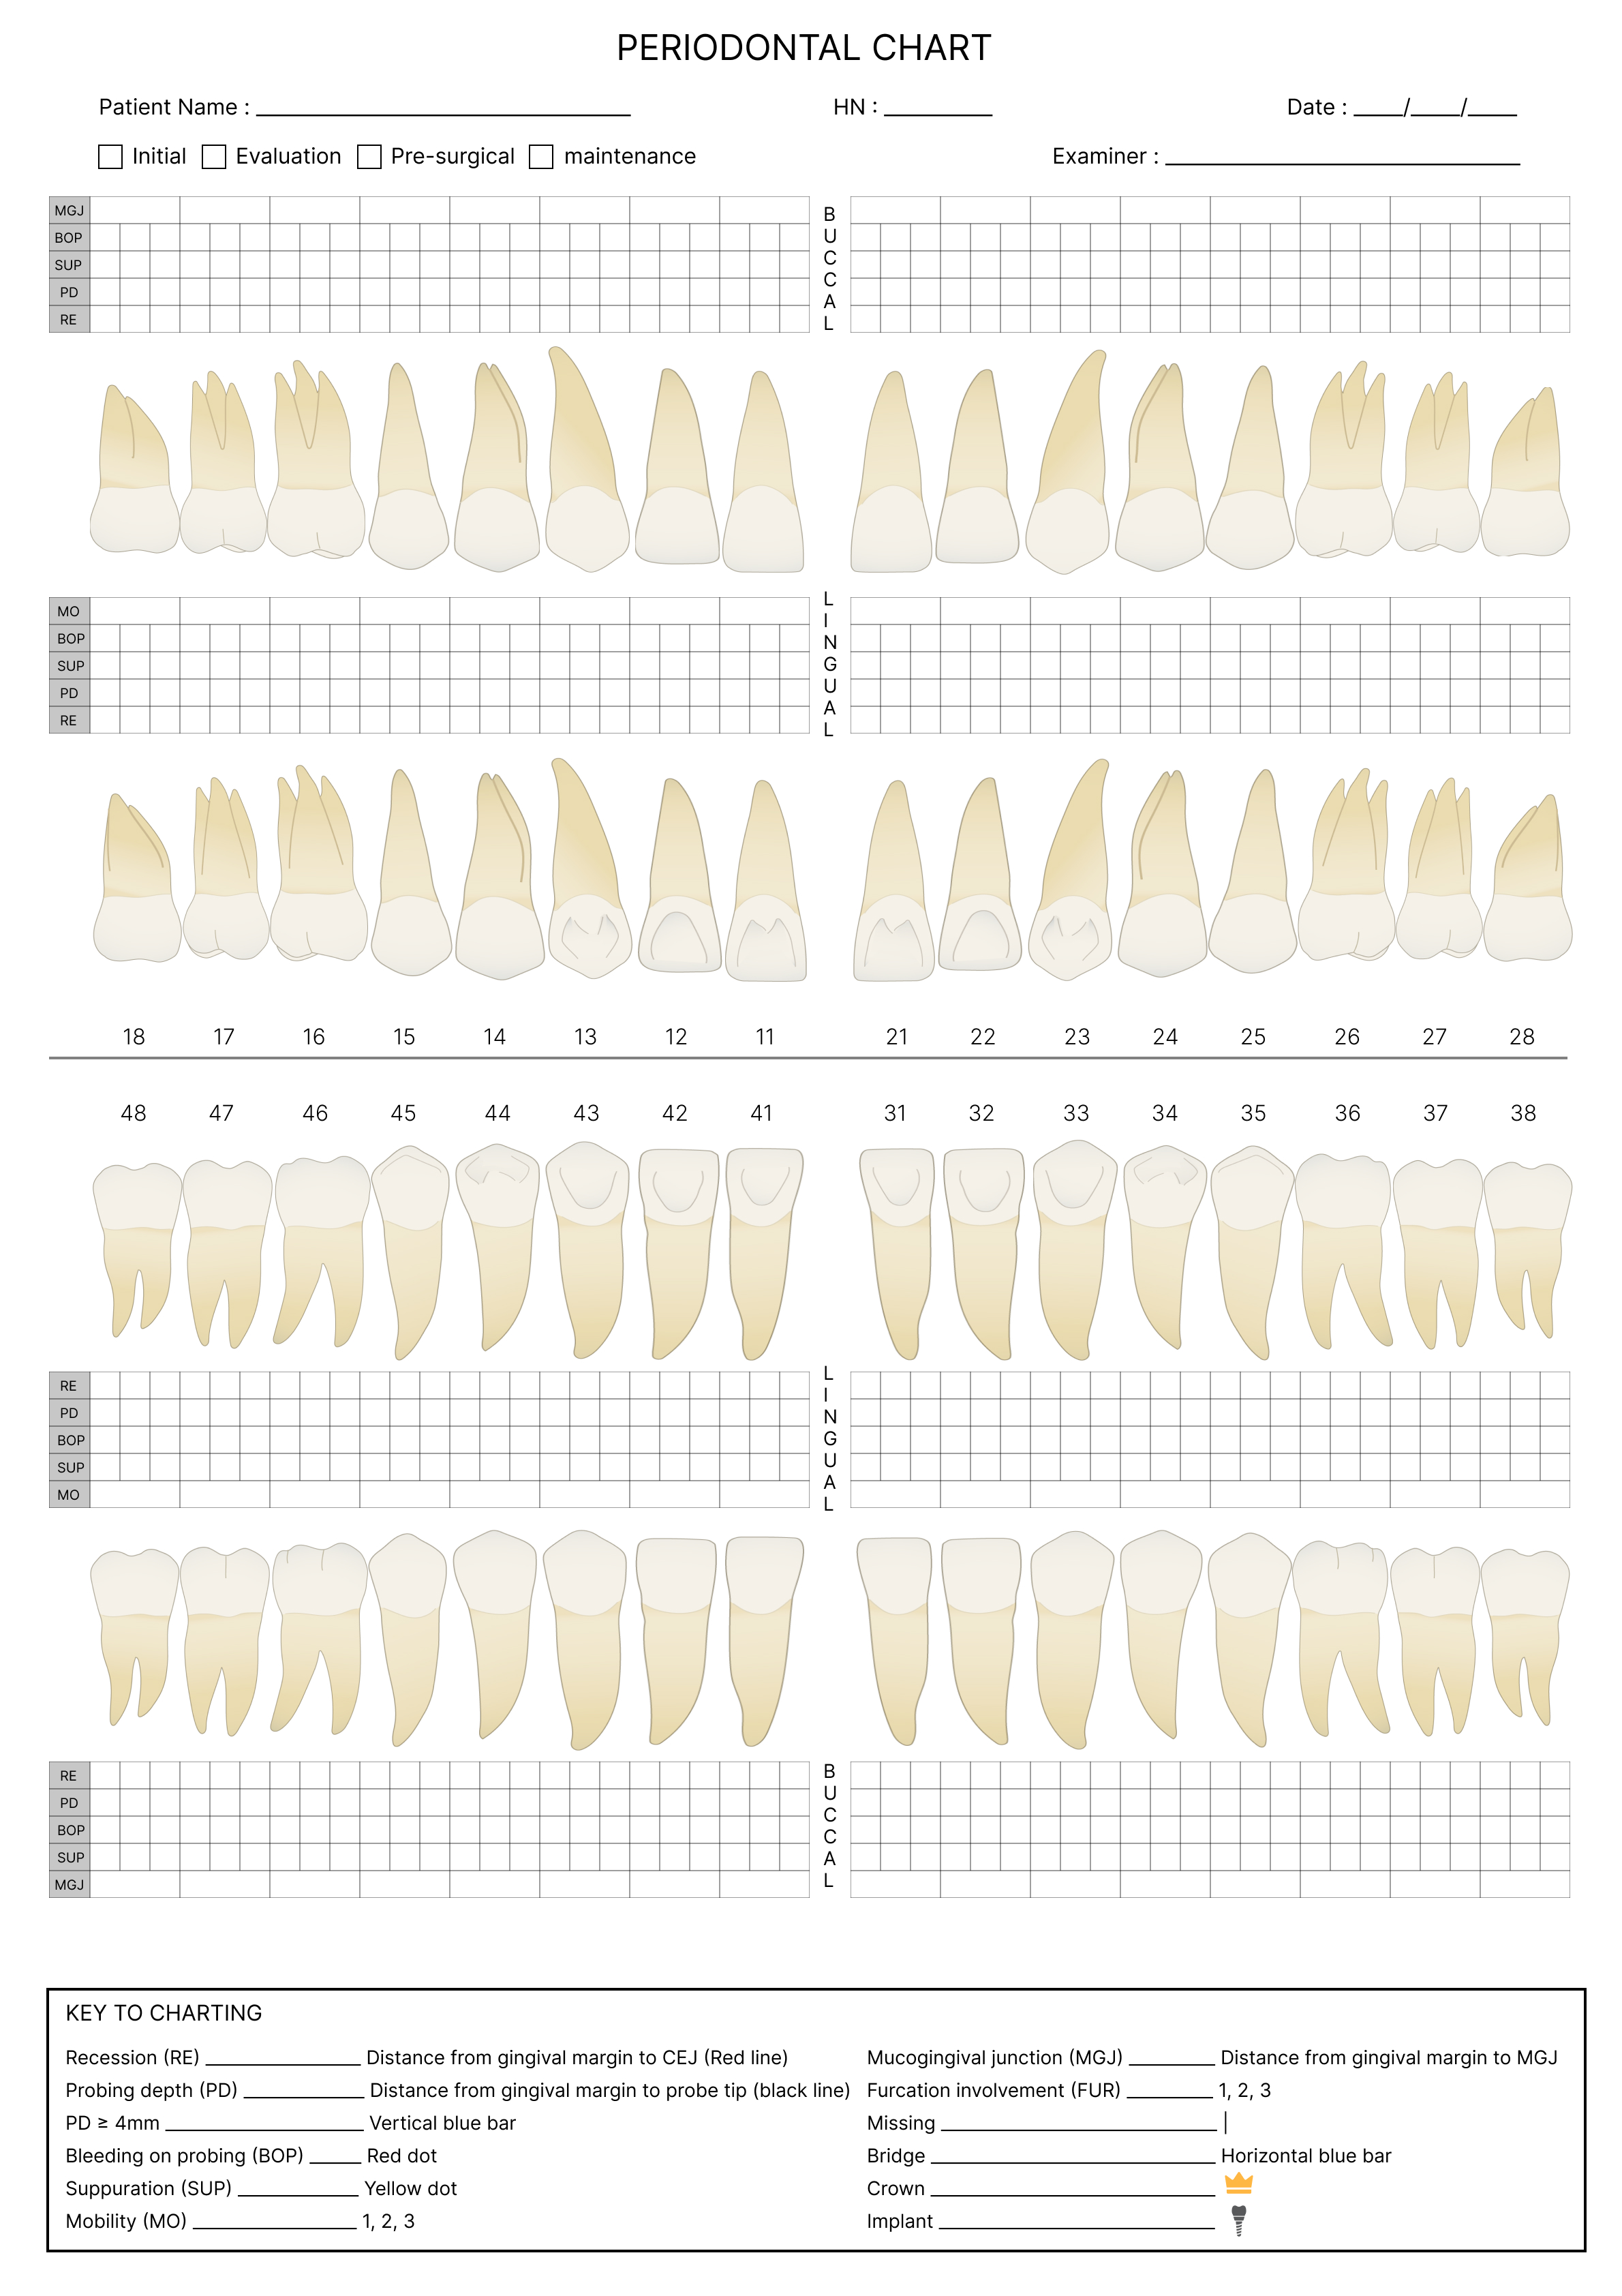 PERIODONTAL CHART
Patient Name : HN : Date : / /
Initial Evaluation Pre-surgical maintenance Examiner :
MGJ
BOP
SUP
PD
RE
BUCCAL
MO
BOP
SUP
PD
RE
LINGUAL
18 17 16 15 14 13 12 11 21 22 23 24 25 26 27 28
48 47 46 45 44 43 42 41 31 32 33 34 35 36 37 38
RE
PD
BOP
SUP
MO
LINGUAL
RE
PD
BOP
SUP
MGJ
BUCCAL
KEY TO CHARTING
Recession (RE) Distance from gingival margin to CEJ (Red line)
Probing depth (PD) Distance from gingival margin to probe tip (black line)
PD ≥ 4mm Vertical blue bar
Bleeding on probing (BOP) Red dot
Suppuration (SUP) Yellow dot
Mobility (MO) 1, 2, 3
Mucogingival junction (MGJ) Distance from gingival margin to MGJ
Furcation involvement (FUR) 1, 2, 3
Missing |
Bridge Horizontal blue bar
Crown
Implant